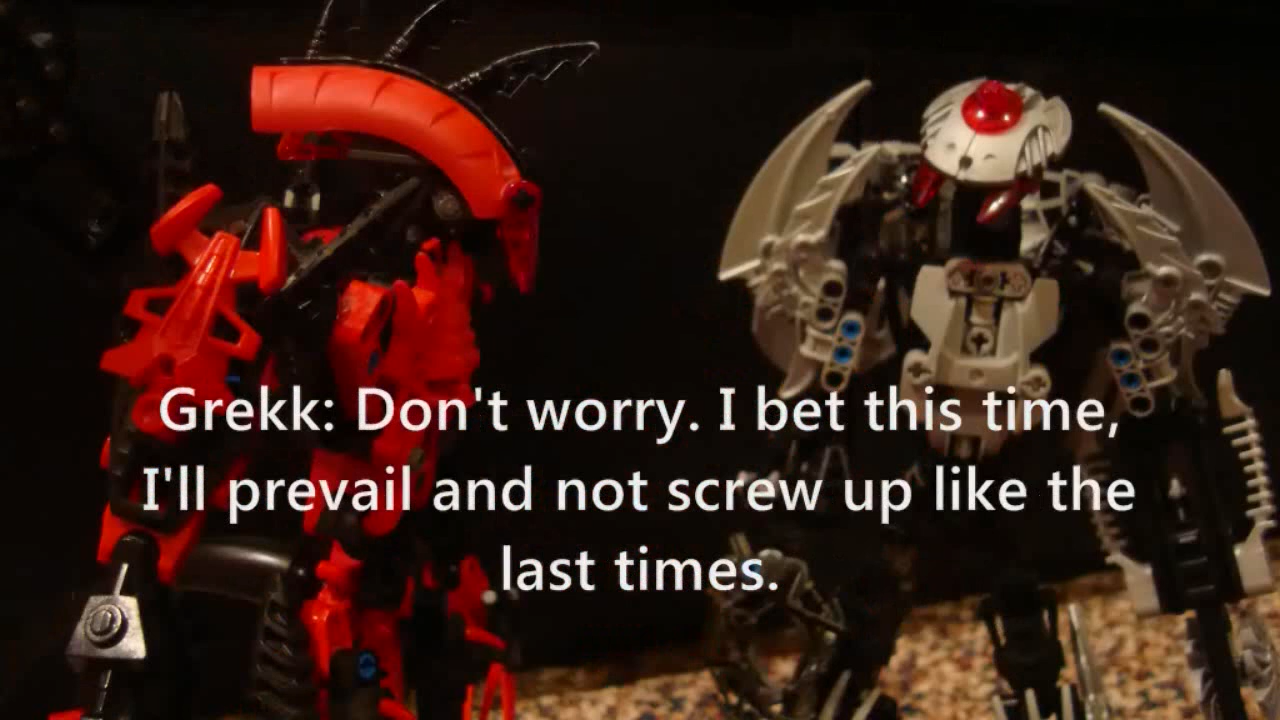 Grekk: Don't worry. I bet this time,
I'll prevail and not screw up like the
last times.